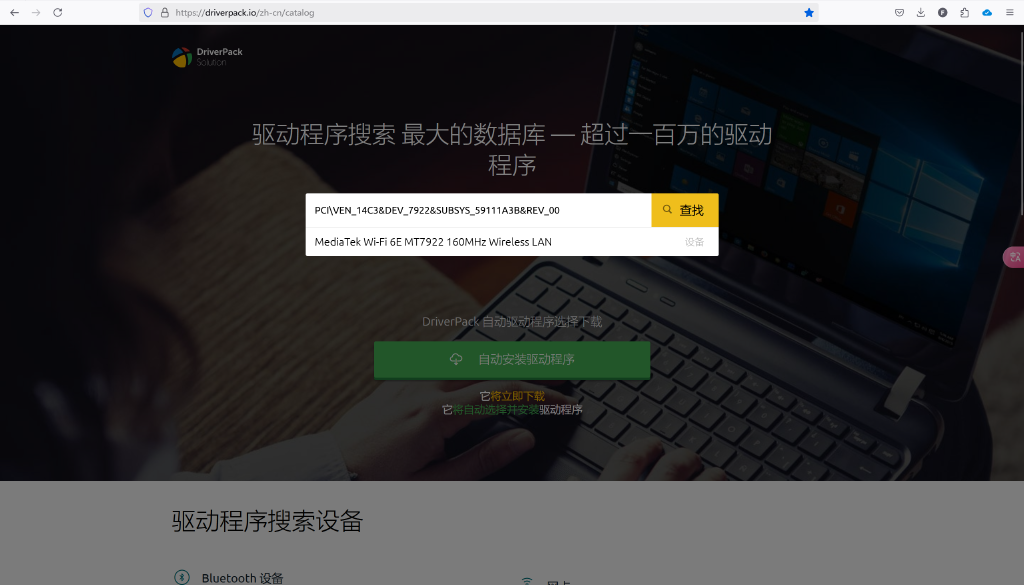 https://driverpack.io/zh-cn/catalog
DriverPack
Solution
驱动程序搜索 最大的数据库 — 超过一百万的驱动
程序
PCI\VEN_14C3&DEV_7922&SUBSYS_59111A3B&REV_00
查找
MediaTek Wi-Fi 6E MT7922 160MHz Wireless LAN
设备
DriverPack 自动驱动程序选择下载
自动安装驱动程序
它将立即下载
它将自动选择并安装驱动程序
驱动程序搜索设备
Bluetooth 设备